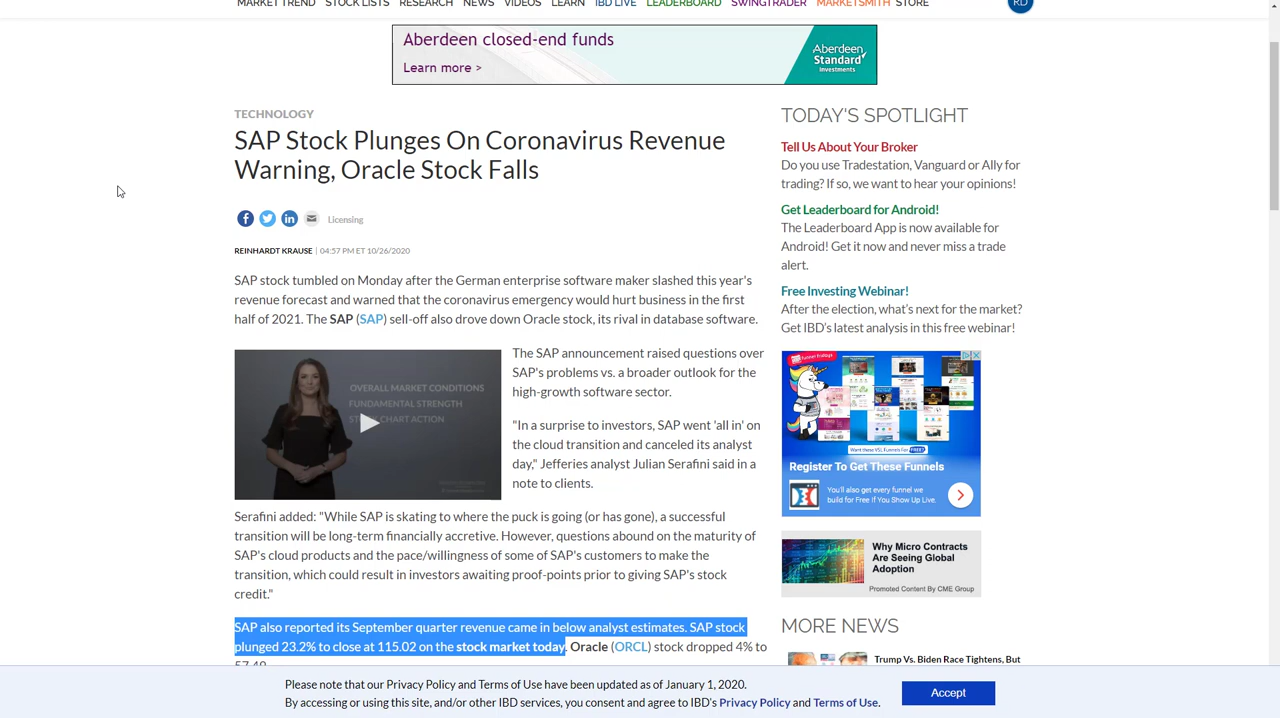 MARKET TREND STOCK LISTS RESEARCH NEWS VIDEOS LEARN IBD LIVE LEADERBOARD SWINGTRADER MARKETSMITH STORE
RD
Aberdeen closed-end funds
Learn more >
Aberdeen
Standard
Investments
TECHNOLOGY
SAP Stock Plunges On Coronavirus Revenue
Warning, Oracle Stock Falls
Licensing
REINHARDT KRAUSE | 04:57 PM ET 10/26/2020
SAP stock tumbled on Monday after the German enterprise software maker slashed this year's
revenue forecast and warned that the coronavirus emergency would hurt business in the first
half of 2021. The SAP (SAP) sell-off also drove down Oracle stock, its rival in database software.
OVERALL MARKET CONDITIONS
FUNDAMENTAL STRENGTH
CHART ACTION
The SAP announcement raised questions over
SAP's problems vs. a broader outlook for the
high-growth software sector.
"In a surprise to investors, SAP went 'all in' on
the cloud transition and canceled its analyst
day," Jefferies analyst Julian Serafini said in a
note to clients.
Serafini added: "While SAP is skating to where the puck is going (or has gone), a successful
transition will be long-term financially accretive. However, questions abound on the maturity of
SAP's cloud products and the pace/willingness of some of SAP's customers to make the
transition, which could result in investors awaiting proof-points prior to giving SAP's stock
credit."
SAP also reported its September quarter revenue came in below analyst estimates. SAP stock
plunged 23.2% to close at 115.02 on the stock market today. Oracle (ORCL) stock dropped 4% to
57.49
TODAY'S SPOTLIGHT
Tell Us About Your Broker
Do you use Tradestation, Vanguard or Ally for
trading? If so, we want to hear your opinions!
Get Leaderboard for Android!
The Leaderboard App is now available for
Android! Get it now and never miss a trade
alert.
Free Investing Webinar!
After the election, what's next for the market?
Get IBD's latest analysis in this free webinar!
Funnel Fridays
Want these VSL Funnels For FREE?
Register To Get These Funnels
You'll also get every funnel we
build for Free If You Show Up Live.
Why Micro Contracts
Are Seeing Global
Adoption
Promoted Content By CME Group
MORE NEWS
Trump Vs. Biden Race Tightens, But
Please note that our Privacy Policy and Terms of Use have been updated as of January 1, 2020.
By accessing or using this site, and/or other IBD services, you consent and agree to IBD's Privacy Policy and Terms of Use.
Accept